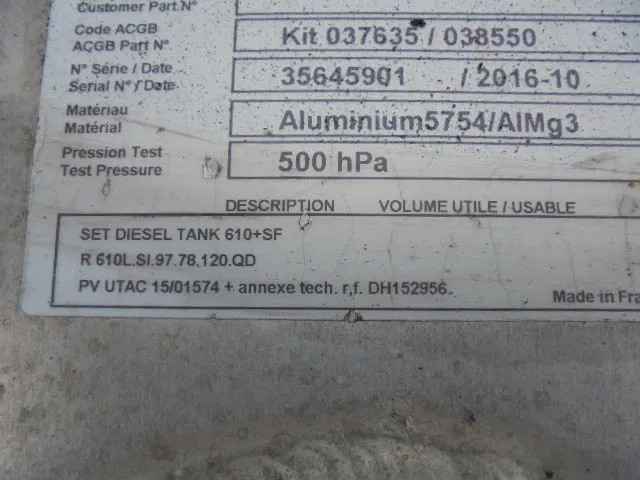 Customer Part N°
Code ACGB
ACGB Part N° Kit 037635 / 038550
N° Série / Date
Serial N° / Date 35645901 / 2016-10
Matériau
Matérial Aluminium5754/AlMg3
Pression Test
Test Pressure 500 hPa
DESCRIPTION VOLUME UTILE / USABLE
SET DIESEL TANK 610+SF
R 610L.SI.97.78,120.QD
PV UTAC 15/01574 + annexe tech. r,f. DH152956.
Made in Fra